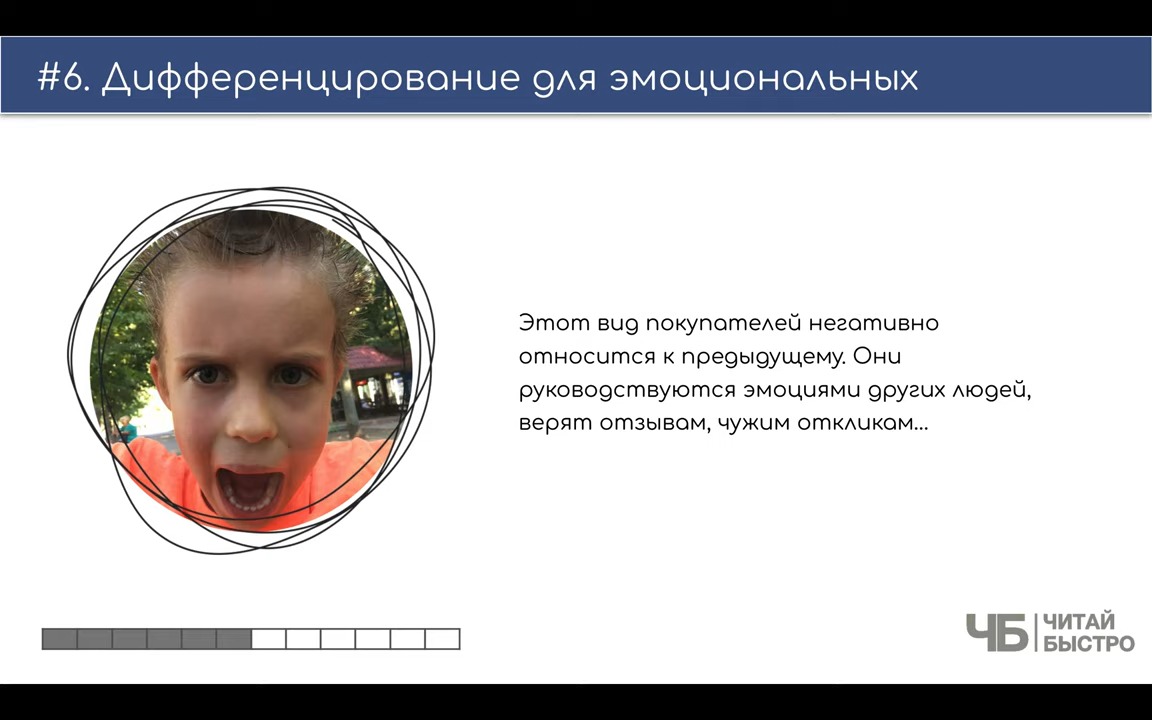 #6. Дифференцирование для эмоциональных
Этот вид покупателей негативно
относится к предыдущему. Они
руководствуются эмоциями других людей,
верят отзывам, чужим откликам...
ЧБ
ЧИТАЙ
БЫСТРО